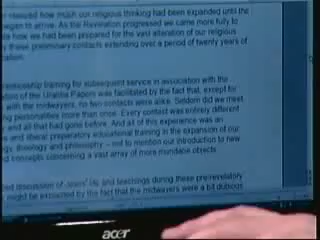 realized how much our religious thinking had been expanded until the
began to arrive. As the Revelation progressed we came more fully to
how we had been prepared for the vast alteration of our religious
these preliminary contacts extending over a period of twenty years of
training for subsequent service in association with the
of the Urantia Papers was facilitated by the fact that, except for
with the midwayers, no two contacts were alike. Seldom did we meet
personalities more than once. Every contact was entirely different
and all that had gone before. And all of this experience was an
and liberal preparatory educational training in the expansion of our
theology and philosophy -- not to mention our introduction to new
concepts concerning a vast array of more mundane objects
discussion of Jesus' life and teachings during these prerevelatory
might be explained by the fact that the midwayers were a bit dubious
acer